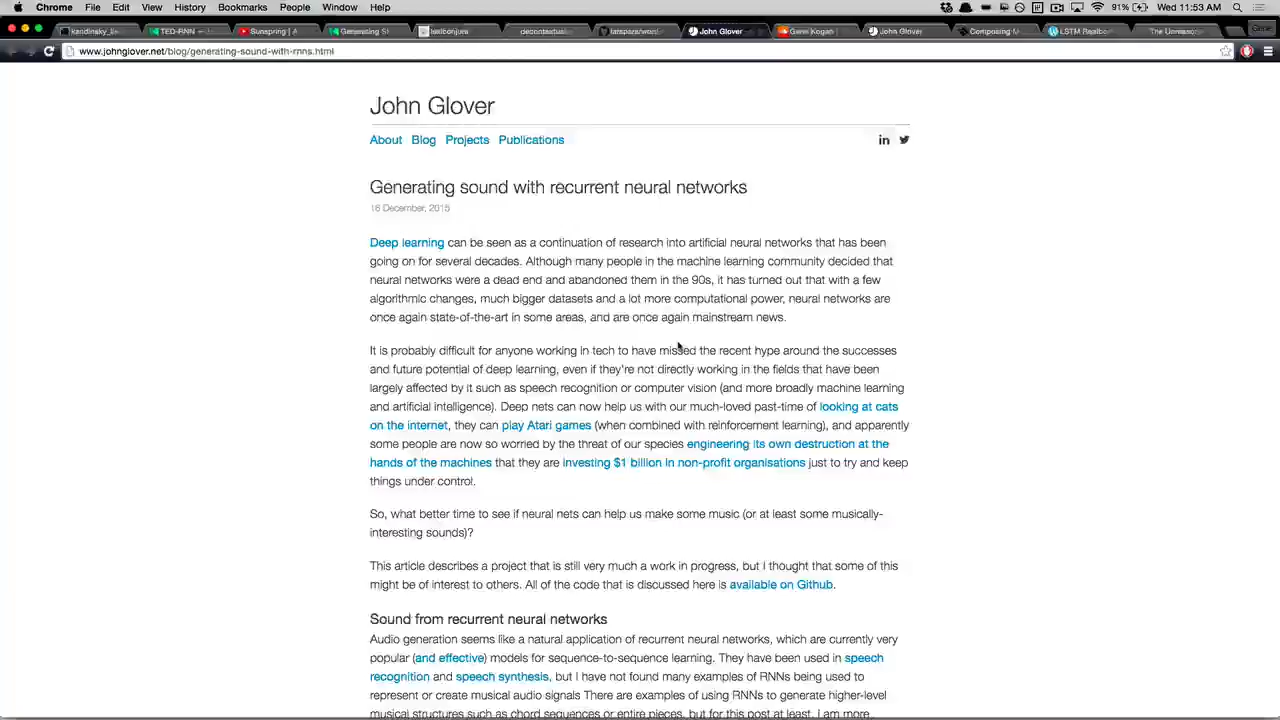 Chrome File Edit View History Bookmarks People Window Help 91% Wed 11:53 AM
TED-RNN Sunspring | A Generating S textbonjure decontextual John Glover Gene Kogan John Glover Composing M LSTM Realbo The Unreaso
www.johnglover.net/blog/generating-sound-with-rnns.html
John Glover
About Blog Projects Publications in
Generating sound with recurrent neural networks
16 December, 2015
Deep learning can be seen as a continuation of research into artificial neural networks that has been
going on for several decades. Although many people in the machine learning community decided that
neural networks were a dead end and abandoned them in the 90s, it has turned out that with a few
algorithmic changes, much bigger datasets and a lot more computational power, neural networks are
once again state-of-the-art in some areas, and are once again mainstream news.
It is probably difficult for anyone working in tech to have missed the recent hype around the successes
and future potential of deep learning, even if they're not directly working in the fields that have been
largely affected by it such as speech recognition or computer vision (and more broadly machine learning
and artificial intelligence). Deep nets can now help us with our much-loved past-time of looking at cats
on the internet, they can play Atari games (when combined with reinforcement learning), and apparently
some people are now so worried by the threat of our species engineering its own destruction at the
hands of the machines that they are investing $1 billion in non-profit organisations just to try and keep
things under control.
So, what better time to see if neural nets can help us make some music (or at least some musically-
interesting sounds)?
This article describes a project that is still very much a work in progress, but I thought that some of this
might be of interest to others. All of the code that is discussed here is available on Github.
Sound from recurrent neural networks
Audio generation seems like a natural application of recurrent neural networks, which are currently very
popular (and effective) models for sequence-to-sequence learning. They have been used in speech
recognition and speech synthesis, but I have not found many examples of RNNs being used to
represent or create musical audio signals There are examples of using RNNs to generate higher-level
musical structures such as chord sequences or entire pieces, but for this post at least, I am more